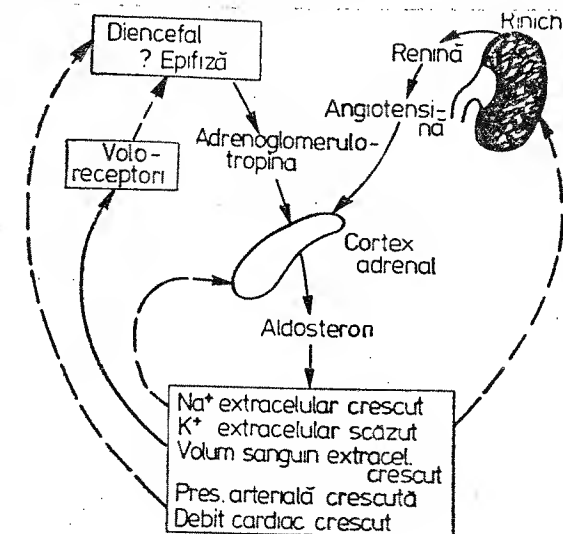 Diencefal
? Epifiză
Rinichi
Renină
Angiotensi-
nă
Adrenoglomerulo-
tropina
Volo-
receptori
Cortex
adrenal
Aldosteron
Na+ extracelular crescut
K+ extracelular scăzut
Volum sanguin extracel.
crescut
Pres. arterială crescută
Debit cardiac crescut